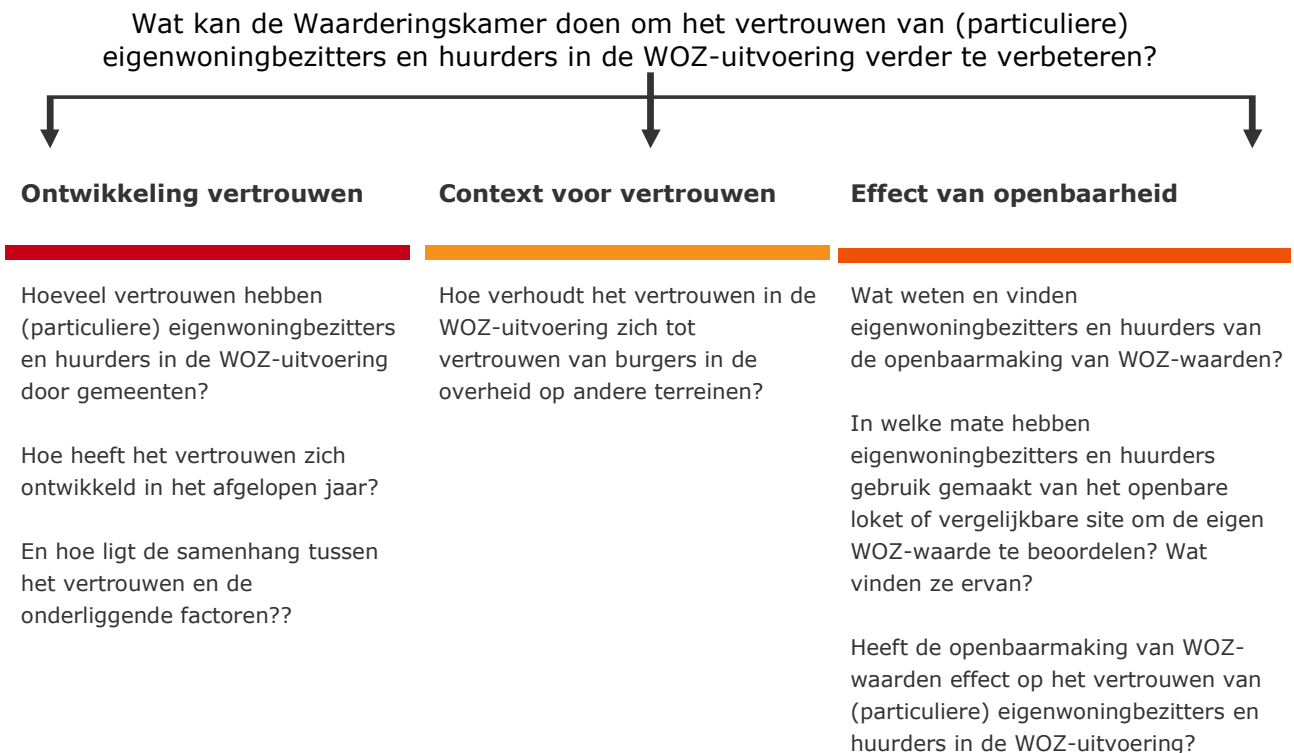 Wat kan de Waarderingskamer doen om het vertrouwen van (particuliere)
eigenwoningbezitters en huurders in de WOZ-uitvoering verder te verbeteren?
Ontwikkeling vertrouwen
Hoeveel vertrouwen hebben
(particuliere) eigenwoningbezitters
en huurders in de WOZ-uitvoering
door gemeenten?
Hoe heeft het vertrouwen zich
ontwikkeld in het afgelopen jaar?
En hoe ligt de samenhang tussen
het vertrouwen en de
onderliggende factoren??
Context voor vertrouwen
Hoe verhoudt het vertrouwen in de
WOZ-uitvoering zich tot
vertrouwen van burgers in de
overheid op andere terreinen?
Effect van openbaarheid
Wat weten en vinden
eigenwoningbezitters en huurders van
de openbaarmaking van WOZ-waarden?
In welke mate hebben
eigenwoningbezitters en huurders
gebruik gemaakt van het openbare
loket of vergelijkbare site om de eigen
WOZ-waarde te beoordelen? Wat
vinden ze ervan?
Heeft de openbaarmaking van WOZ-
waarden effect op het vertrouwen van
(particuliere) eigenwoningbezitters en
huurders in de WOZ-uitvoering?